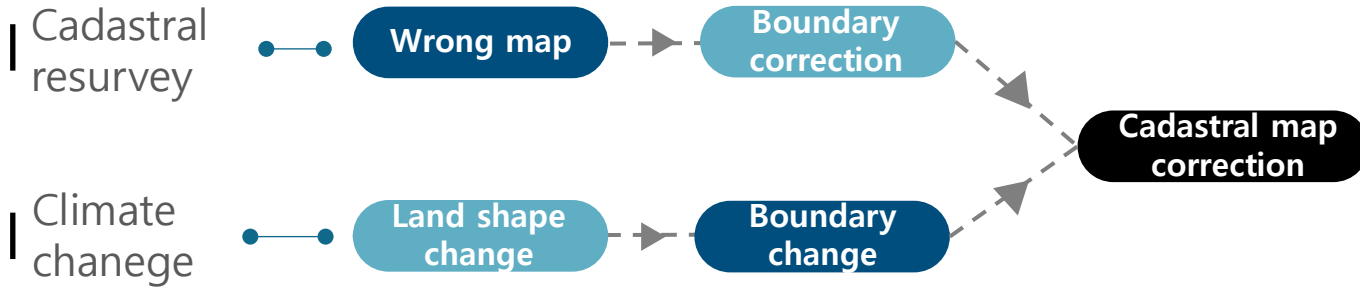 Cadastral
resurvey
Wrong map
Boundary
correction
Cadastral map
correction
Climate
chanege
Land shape
change
Boundary
change